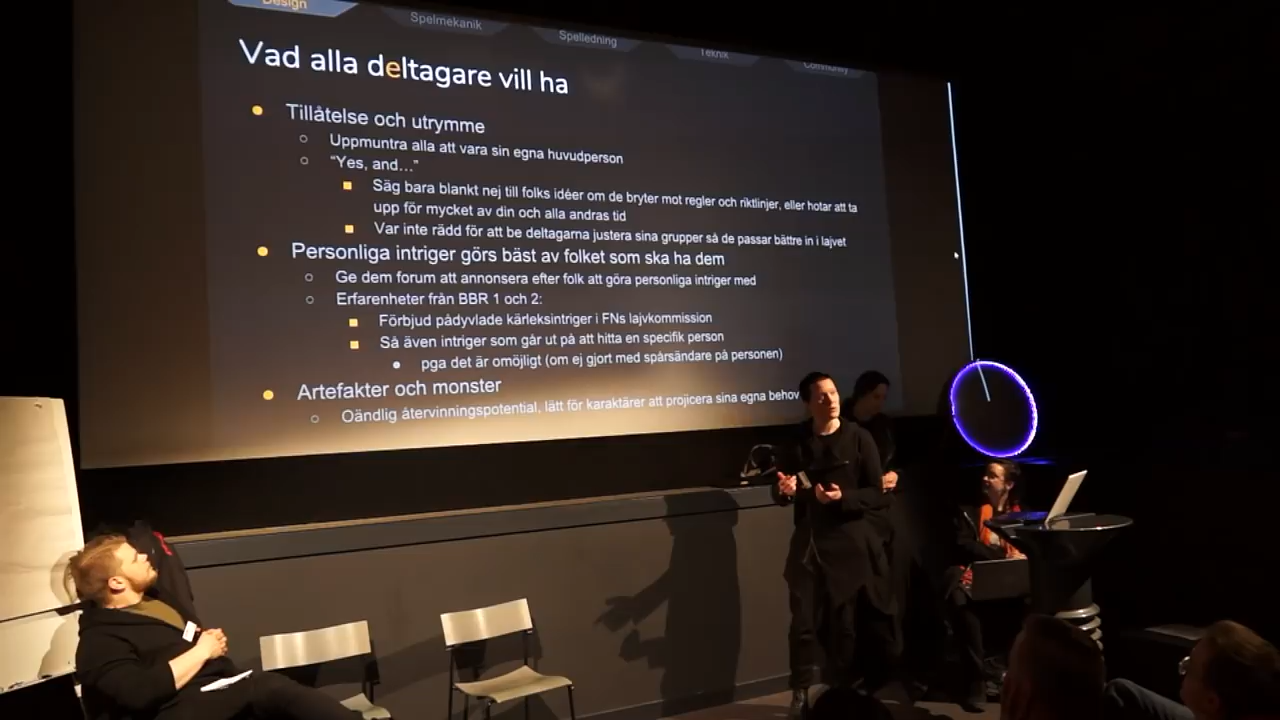 Design
Spelmekanik
Spelledning
Teknik
Community
Vad alla deltagare vill ha
Tillåtelse och utrymme
Uppmuntra alla att vara sin egna huvudperson
“Yes, and…”
Säg bara blankt nej till folks idéer om de bryter mot regler och riktlinjer, eller hotar att ta
upp för mycket av din och alla andras tid
Var inte rädd för att be deltagarna justera sina grupper så de passar bättre in i lajvet
Personliga intriger görs bäst av folket som ska ha dem
Ge dem forum att annonsera efter folk att göra personliga intriger med
Erfarenheter från BBR 1 och 2:
Förbjud pådyvlade kärleksintriger i FNs lajvkommission
Så även intriger som går ut på att hitta en specifik person
pga det är omöjligt (om ej gjort med spårsändare på personen)
Artefakter och monster
Oändlig återvinningspotential, lätt för karaktärer att projicera sina egna behov